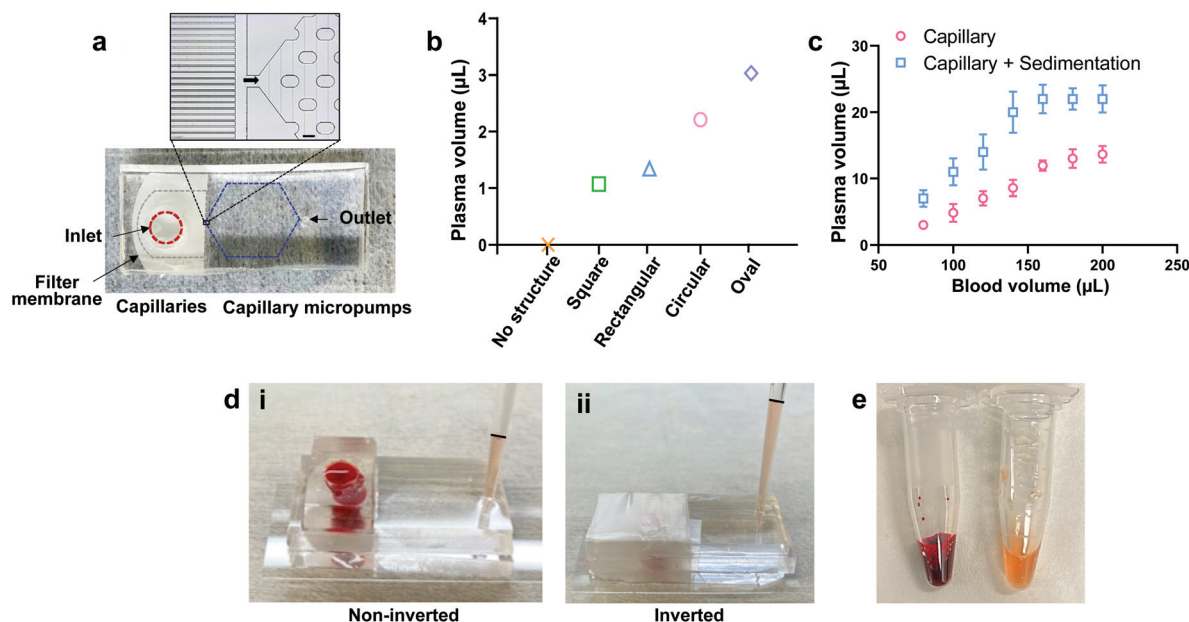 a
Inlet
Outlet
Filter
membrane
Capillaries
Capillary micropumps
b
Plasma volume (µL)
4
3
2
1
0
No structure
Square
Rectangular
Circular
Oval
c
Capillary
Capillary + Sedimentation
Plasma volume (µL)
30
20
10
0
50
100
150
200
250
Blood volume (µL)
d
i
Non-inverted
ii
Inverted
e